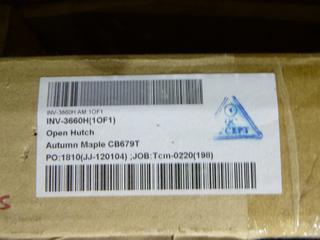 INV-3660H AM 1OF1
INV-3660H(1OF1)
Open Hutch
Autumn Maple CB679T
PO:1810(JJ-120104) ;JOB:Tcm-0220(198)